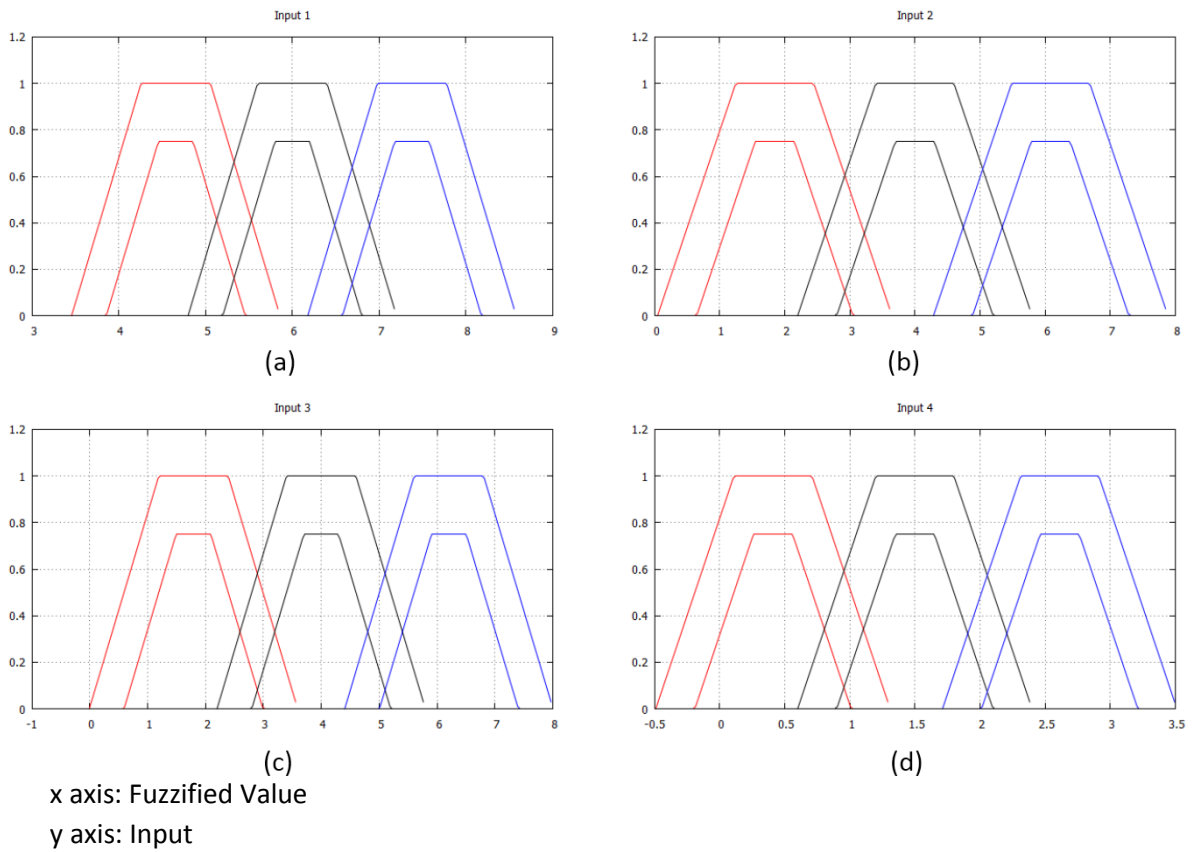 Input 1
1.2
1
0.8
0.6
0.4
0.2
0
3 4 5 6 7 8 9
(a)
Input 2
1.2
1
0.8
0.6
0.4
0.2
0
0 1 2 3 4 5 6 7 8
(b)
Input 3
1.2
1
0.8
0.6
0.4
0.2
0
-1 0 1 2 3 4 5 6 7 8
(c)
Input 4
1.2
1
0.8
0.6
0.4
0.2
0
-0.5 0 0.5 1 1.5 2 2.5 3 3.5
(d)
x axis: Fuzzified Value
y axis: Input